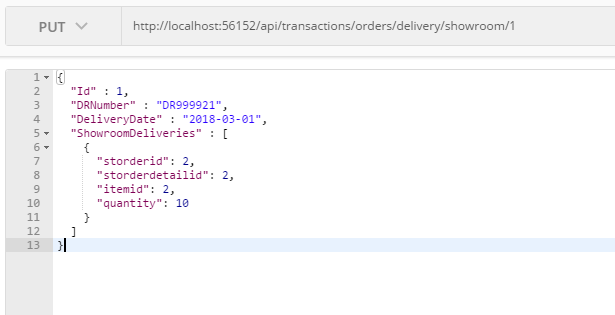 PUT http://localhost:56152/api/transactions/orders/delivery/showroom/1
1 {
2 "Id" : 1,
3 "DRNumber" : "DR999921",
4 "DeliveryDate" : "2018-03-01",
5 "ShowroomDeliveries" : [
6 {
7 "storderid": 2,
8 "storderdetailid": 2,
9 "itemid": 2,
10 "quantity": 10
11 }
12 ]
13 }